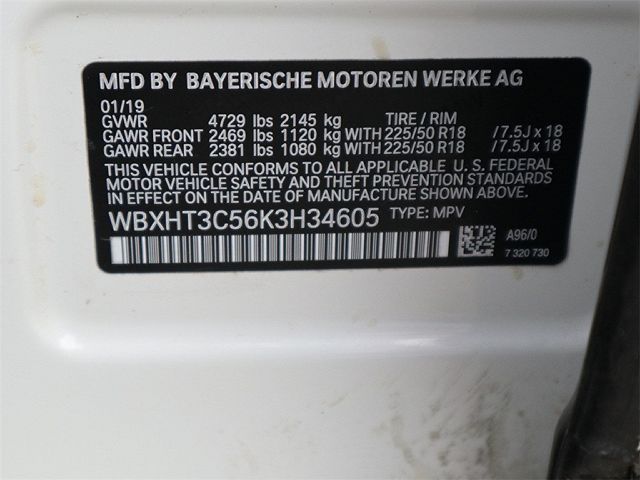 MFD BY BAYERISCHE MOTOREN WERKE AG
01/19
GVWR 4729 lbs 2145 kg TIRE / RIM
GAWR FRONT 2469 lbs 1120 kg WITH 225/50 R18 / 7.5J x 18
GAWR REAR 2381 lbs 1080 kg WITH 225/50 R18 / 7.5J x 18
THIS VEHICLE CONFORMS TO ALL APPLICABLE U. S. FEDERAL
MOTOR VEHICLE SAFETY AND THEFT PREVENTION STANDARDS
IN EFFECT ON THE DATE OF MANUFACTURE SHOWN ABOVE.
WBXHT3C56K3H34605 TYPE: MPV
A96/0
7 320 730